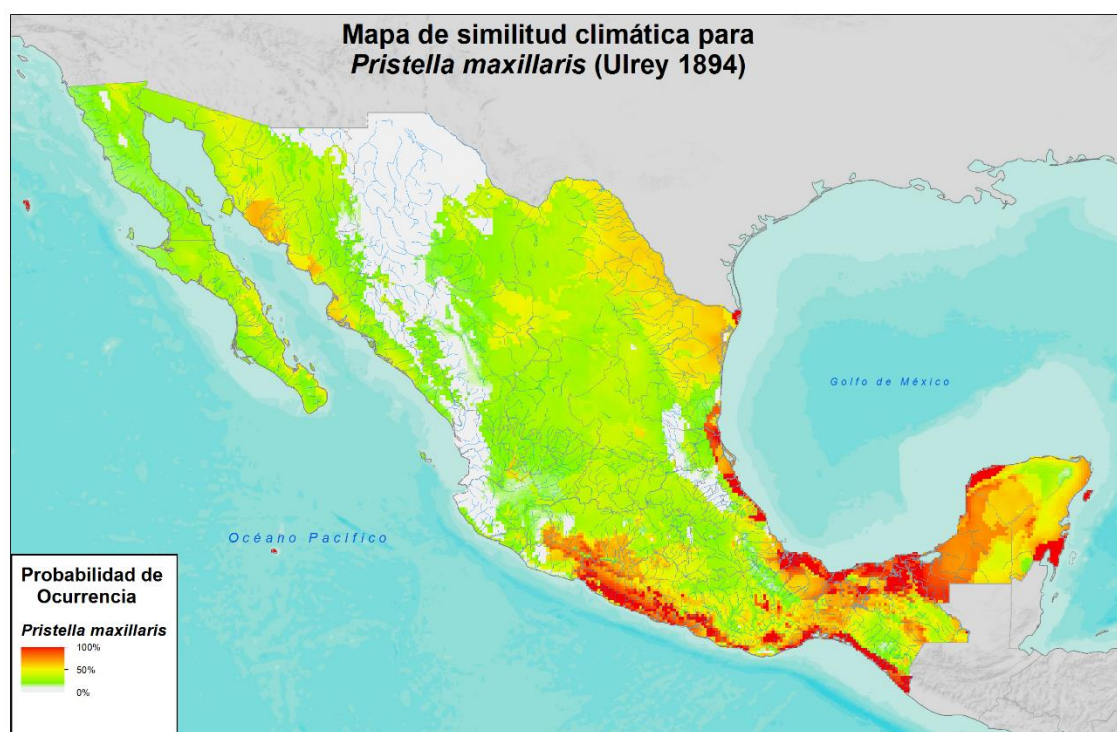 Mapa de similitud climática para
Pristella maxillaris (Ulrey 1894)
Golfo de México
Océano Pacífico
Probabilidad de
Ocurrencia
Pristella maxillaris
100%
50%
0%